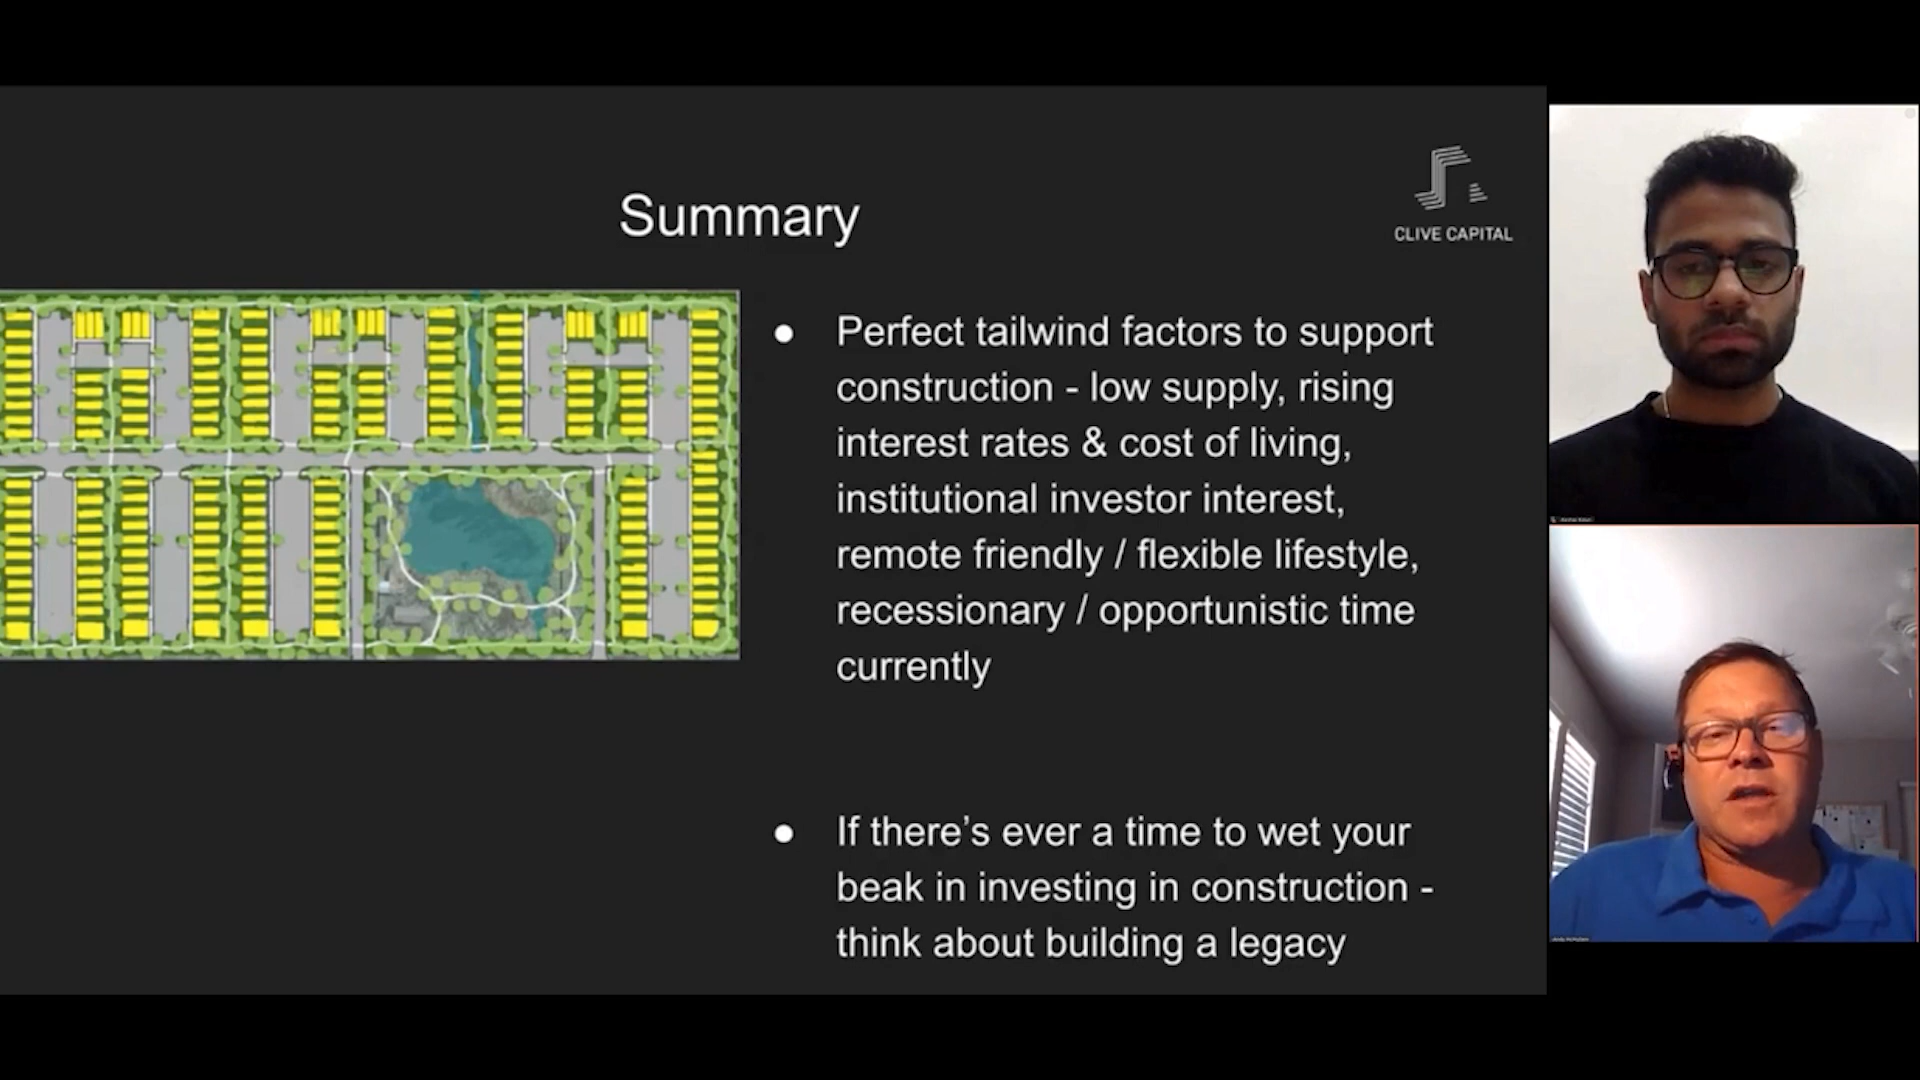 Summary
CLIVE CAPITAL
● Perfect tailwind factors to support
construction - low supply, rising
interest rates & cost of living,
institutional investor interest,
remote friendly / flexible lifestyle,
recessionary / opportunistic time
currently
● If there's ever a time to wet your
beak in investing in construction -
think about building a legacy